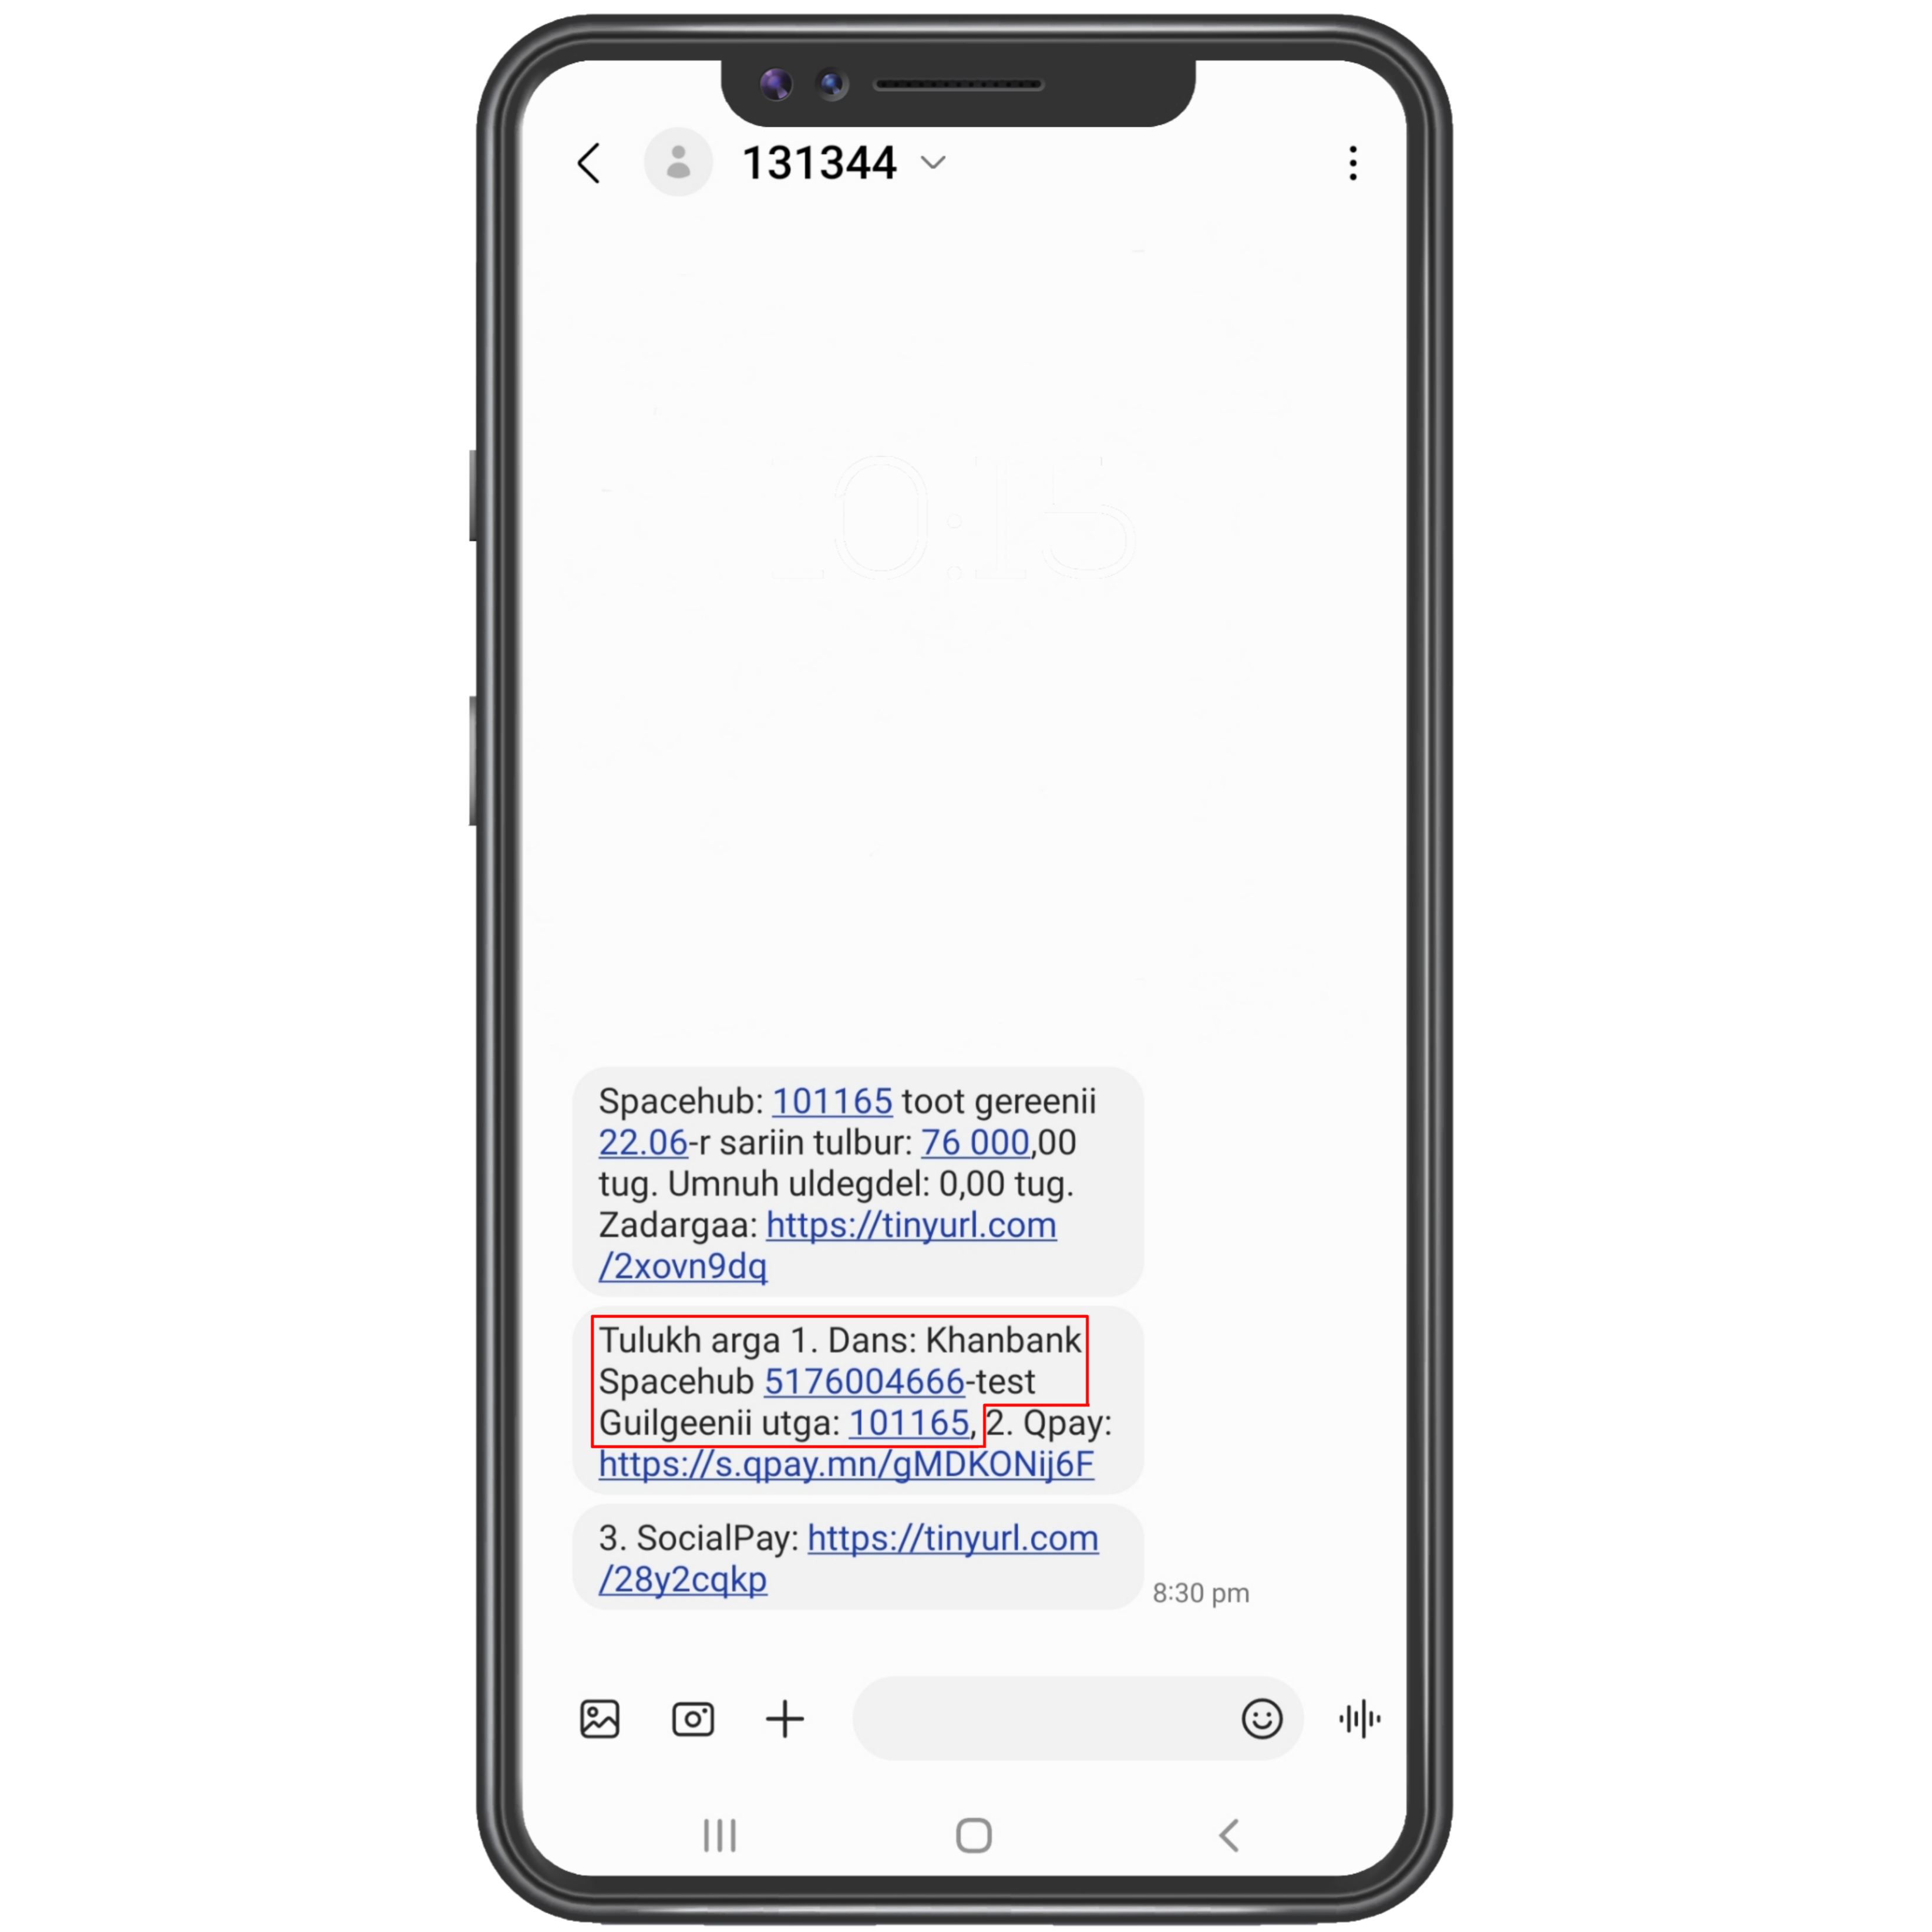 131344
10:15
Spacehub: 101165 toot gereenii
22.06-r sariin tulbur: 76 000,00
tug. Umnuh uldegdel: 0,00 tug.
Zadargaa: https://tinyurl.com
/2xovn9dq
Tulukh arga 1. Dans: Khanbank
Spacehub 5176004666-test
Guilgeenii utga: 101165, 2. Qpay:
https://s.qpay.mn/gMDKONij6F
3. SocialPay: https://tinyurl.com
/28y2cqkp
8:30 pm